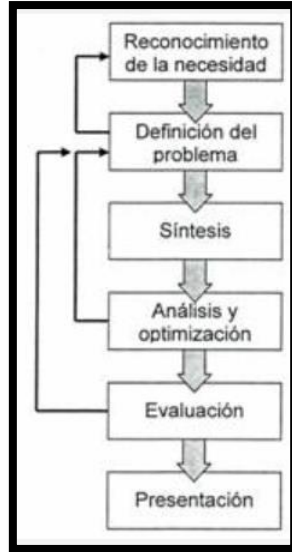 Reconocimiento
de la necesidad
Definición del
problema
Síntesis
Análisis y
optimización
Evaluación
Presentación